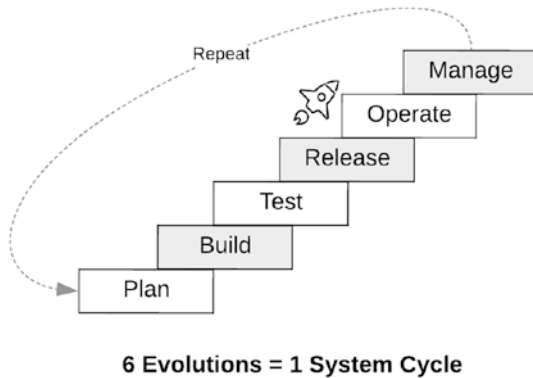 Repeat
Manage
Operate
Release
Test
Build
Plan
6 Evolutions = 1 System Cycle